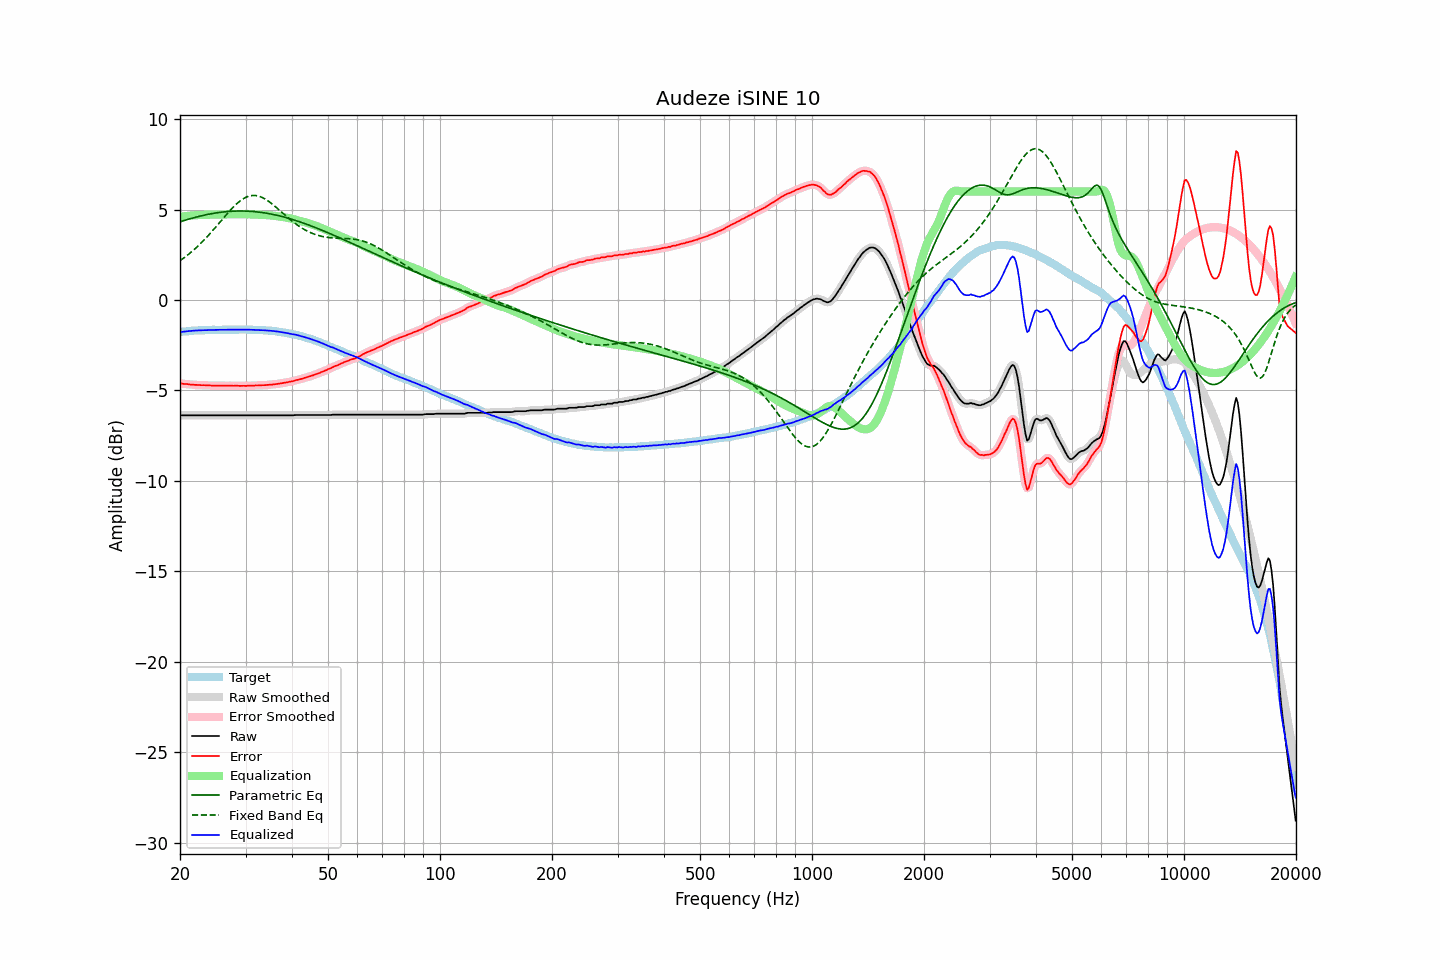 Audeze iSINE 10
10
5
0
−5
−10
−15
−20
−25
−30
Amplitude (dBr)
Target
Raw Smoothed
Error Smoothed
Raw
Error
Equalization
Parametric Eq
Fixed Band Eq
Equalized
20 50 100 200 500 1000 2000 5000 10000 20000
Frequency (Hz)